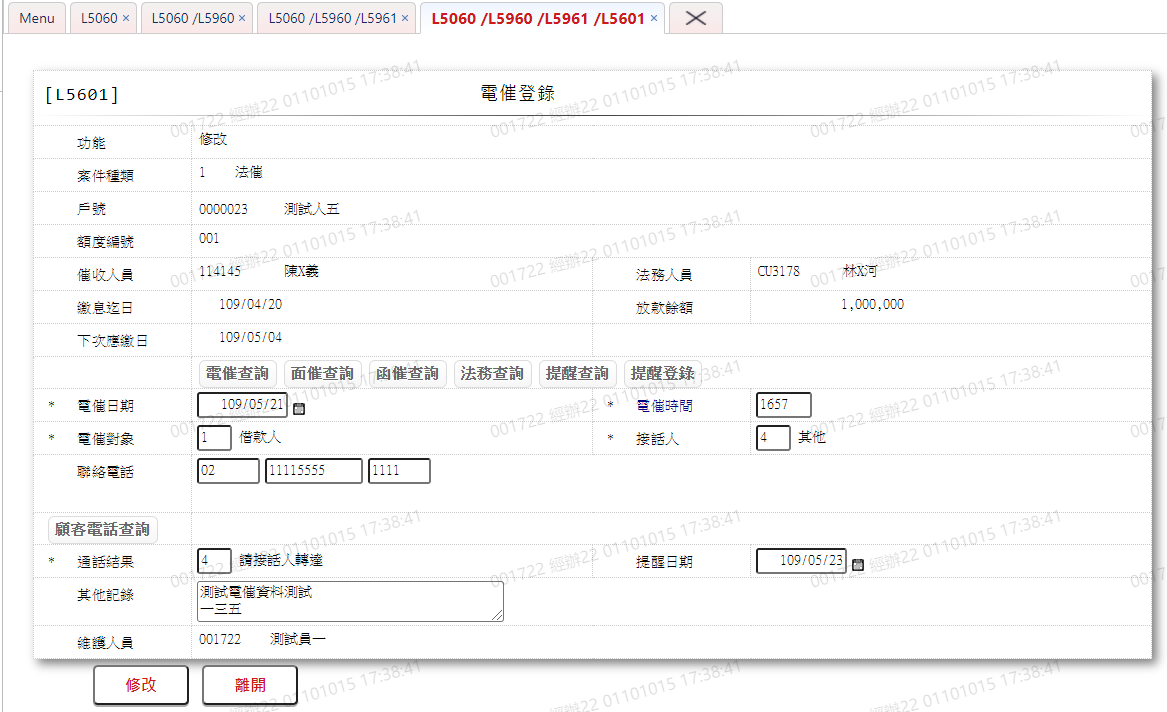 Menu L5060 × L5060 /L5960 × L5060 /L5960 /L5961 × L5060 /L5960 /L5961 /L5601 ×
[L5601] 電催登錄
功能 修改
案件種類 1 法催
戶號 0000023 測試人五
額度編號 001
催收人員 114145 陳X義 法務人員 CU3178 林X河
繳息迄日 109/04/20 放款餘額 1,000,000
下次應繳日 109/05/04
電催查詢 面催查詢 函催查詢 法務查詢 提醒查詢 提醒登錄
* 電催日期 109/05/21 * 電催時間 1657
* 電催對象 1 借款人 * 接話人 4 其他
聯絡電話 02 11115555 1111
顧客電話查詢
* 通話結果 4 請接話人轉達 提醒日期 109/05/23
其他記錄 測試電催資料測試
一三五
維護人員 001722 測試員一
修改 離開
001722 經辦22 01101015 17:38:41